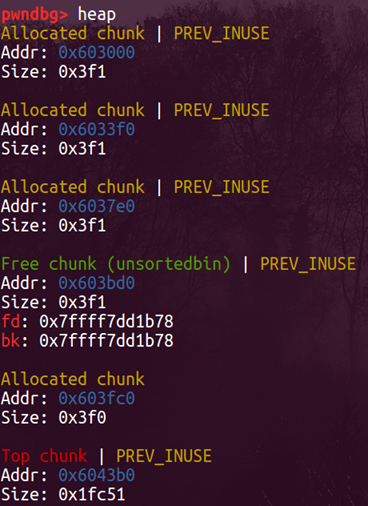 pwndbg> heap
Allocated chunk | PREV_INUSE
Addr: 0x603000
Size: 0x3f1
Allocated chunk | PREV_INUSE
Addr: 0x6033f0
Size: 0x3f1
Allocated chunk | PREV_INUSE
Addr: 0x6037e0
Size: 0x3f1
Free chunk (unsortedbin) | PREV_INUSE
Addr: 0x603bd0
Size: 0x3f1
fd: 0x7ffff7dd1b78
bk: 0x7ffff7dd1b78
Allocated chunk
Addr: 0x603fc0
Size: 0x3f0
Top chunk | PREV_INUSE
Addr: 0x6043b0
Size: 0x1fc51